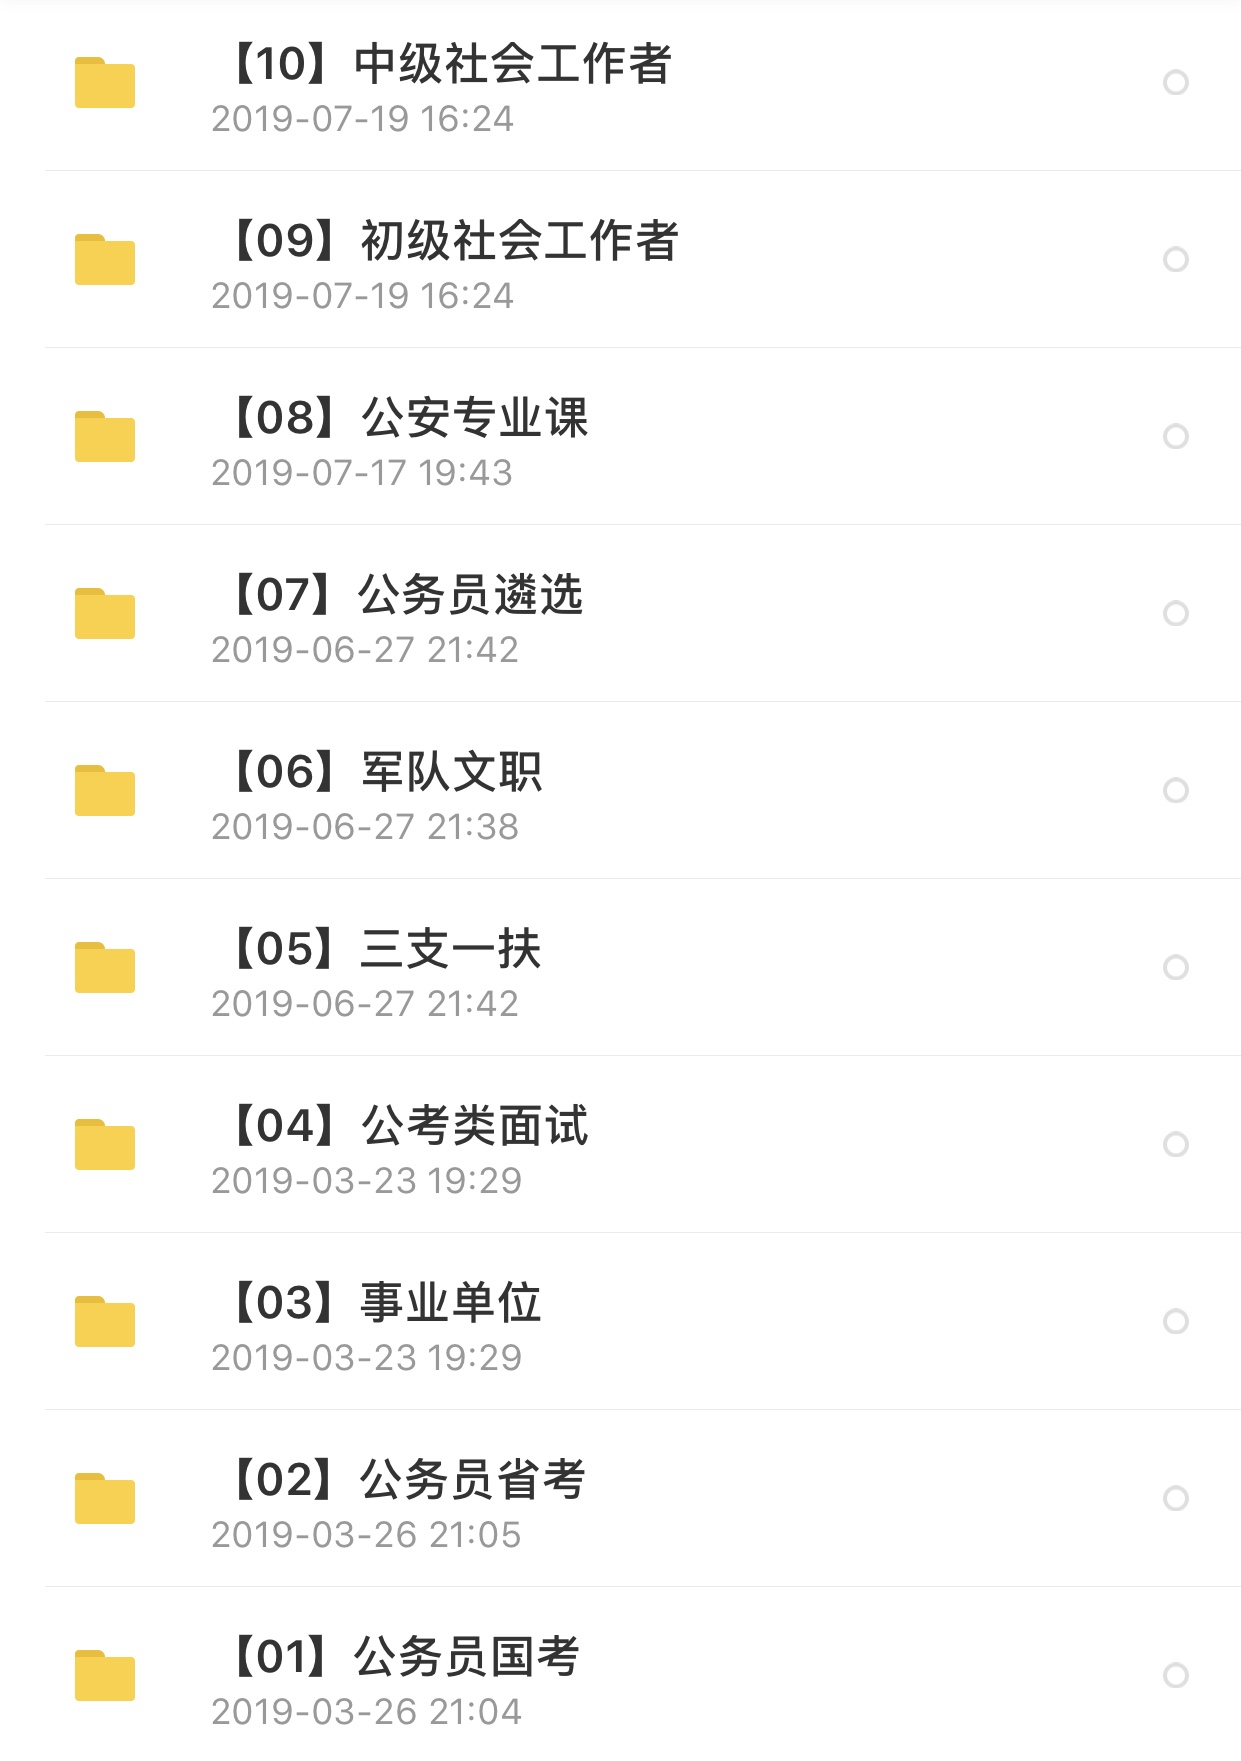 【10】中级社会工作者
2019-07-19 16:24
【09】初级社会工作者
2019-07-19 16:24
【08】公安专业课
2019-07-17 19:43
【07】公务员遴选
2019-06-27 21:42
【06】军队文职
2019-06-27 21:38
【05】三支一扶
2019-06-27 21:42
【04】公考类面试
2019-03-23 19:29
【03】事业单位
2019-03-23 19:29
【02】公务员省考
2019-03-26 21:05
【01】公务员国考
2019-03-26 21:04